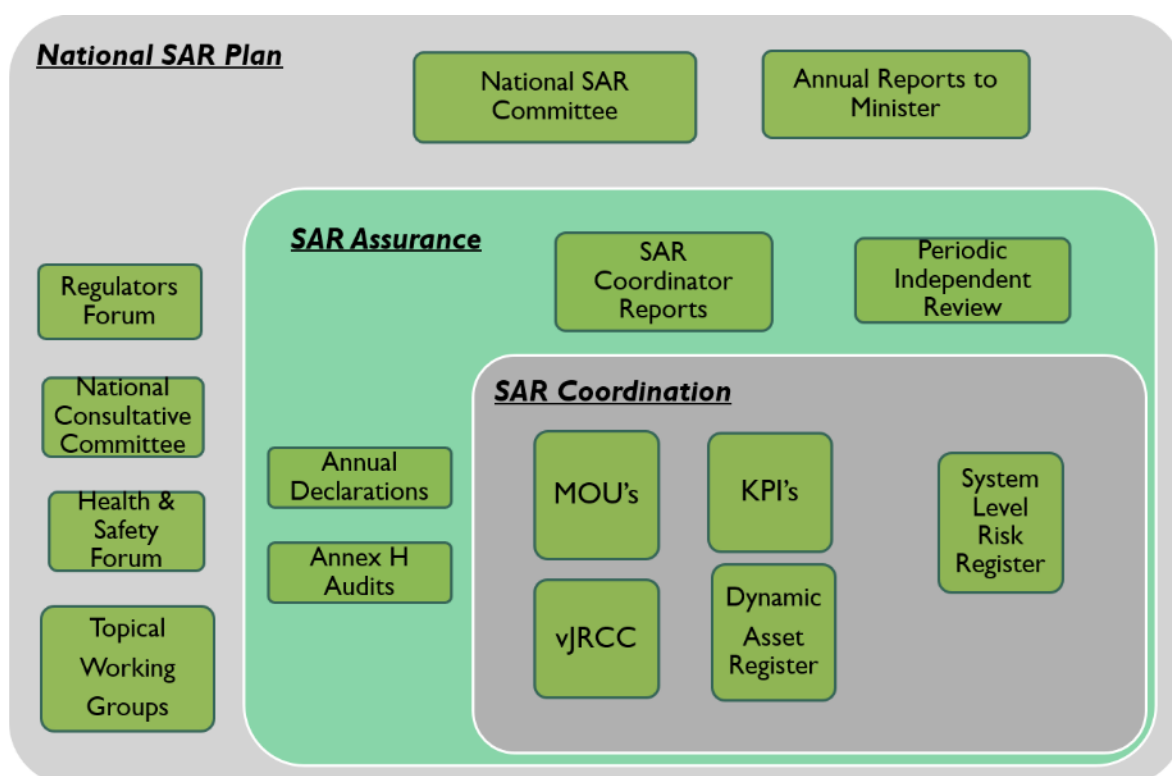 National SAR Plan
National SAR
Committee
Annual Reports to
Minister
SAR Assurance
SAR
Coordinator
Reports
Periodic
Independent
Review
Regulators
Forum
National
Consultative
Committee
Health &
Safety
Forum
Topical
Working
Groups
Annual
Declarations
Annex H
Audits
SAR Coordination
MOU's
KPI's
System
Level
Risk
Register
vJRCC
Dynamic
Asset
Register